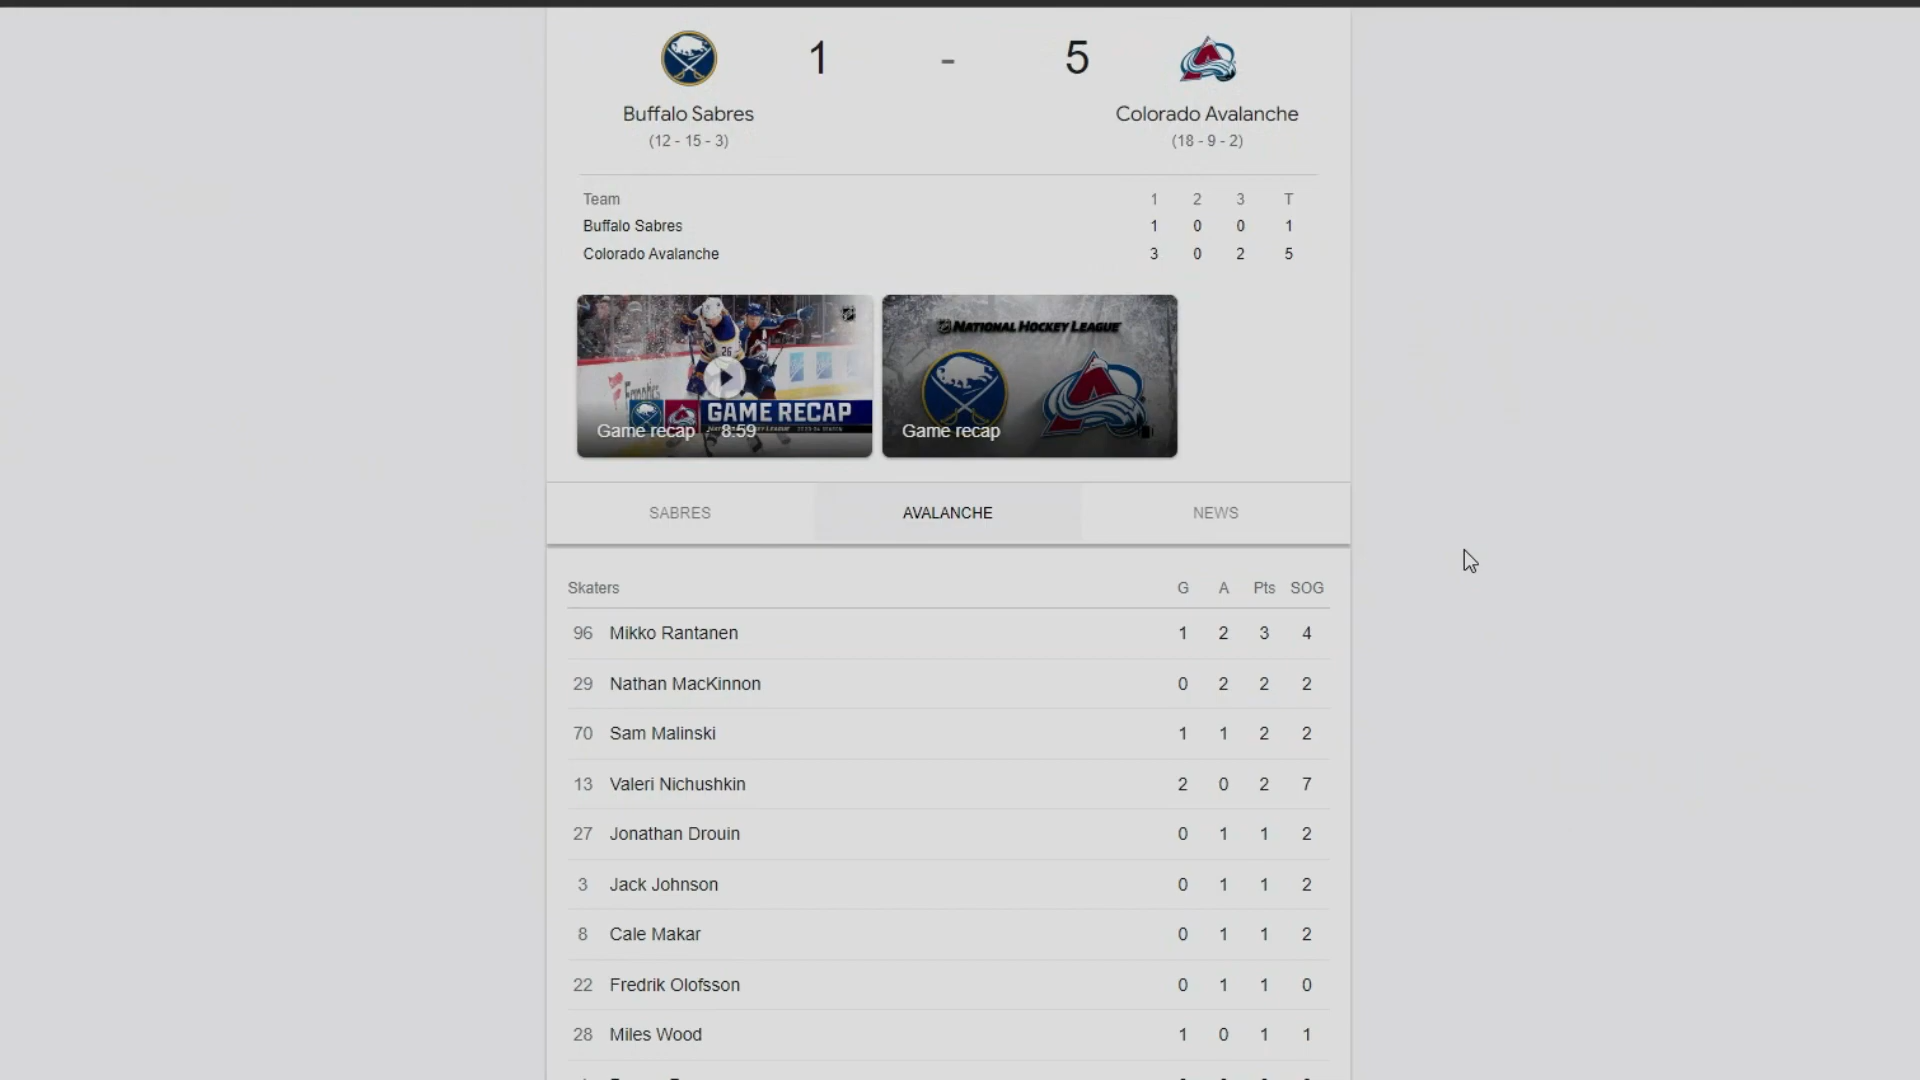 1 - 5
Buffalo Sabres Colorado Avalanche
(12 - 15 - 3) (18 - 9 - 2)
Team 1 2 3 T
Buffalo Sabres 1 0 0 1
Colorado Avalanche 3 0 2 5
NATIONAL HOCKEY LEAGUE
26
GAME RECAP
Game recap 8:59
Game recap
SABRES AVALANCHE NEWS
Skaters G A Pts SOG
96 Mikko Rantanen 1 2 3 4
29 Nathan MacKinnon 0 2 2 2
70 Sam Malinski 1 1 2 2
13 Valeri Nichushkin 2 0 2 7
27 Jonathan Drouin 0 1 1 2
3 Jack Johnson 0 1 1 2
8 Cale Makar 0 1 1 2
22 Fredrik Olofsson 0 1 1 0
28 Miles Wood 1 0 1 1